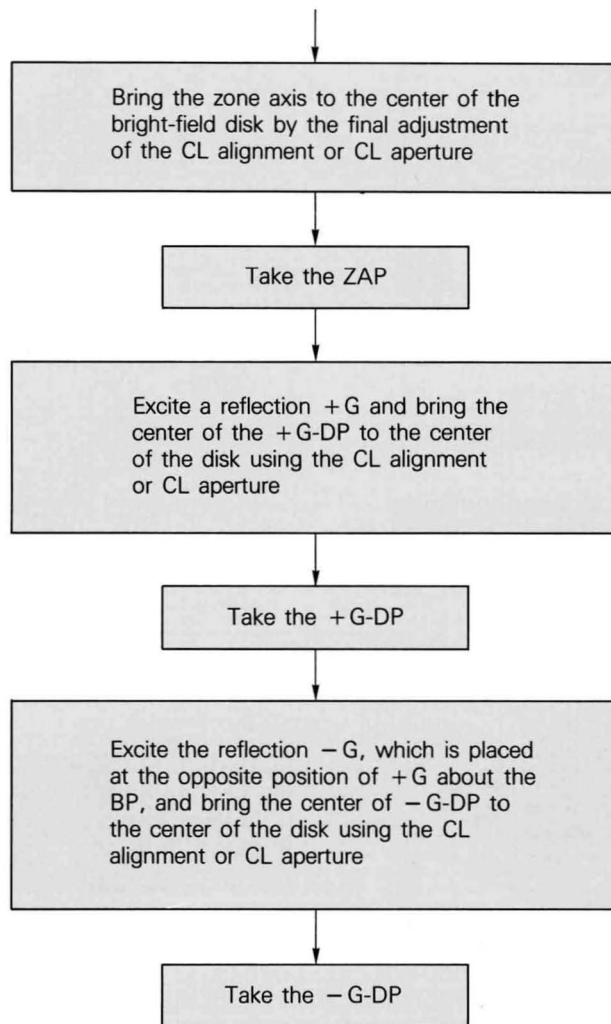 Bring the zone axis to the center of the
bright-field disk by the final adjustment
of the CL alignment or CL aperture
Take the ZAP
Excite a reflection +G and bring the
center of the +G-DP to the center
of the disk using the CL alignment
or CL aperture
Take the +G-DP
Excite the reflection −G, which is placed
at the opposite position of +G about the
BP, and bring the center of −G-DP to
the center of the disk using the CL
alignment or CL aperture
Take the −G-DP